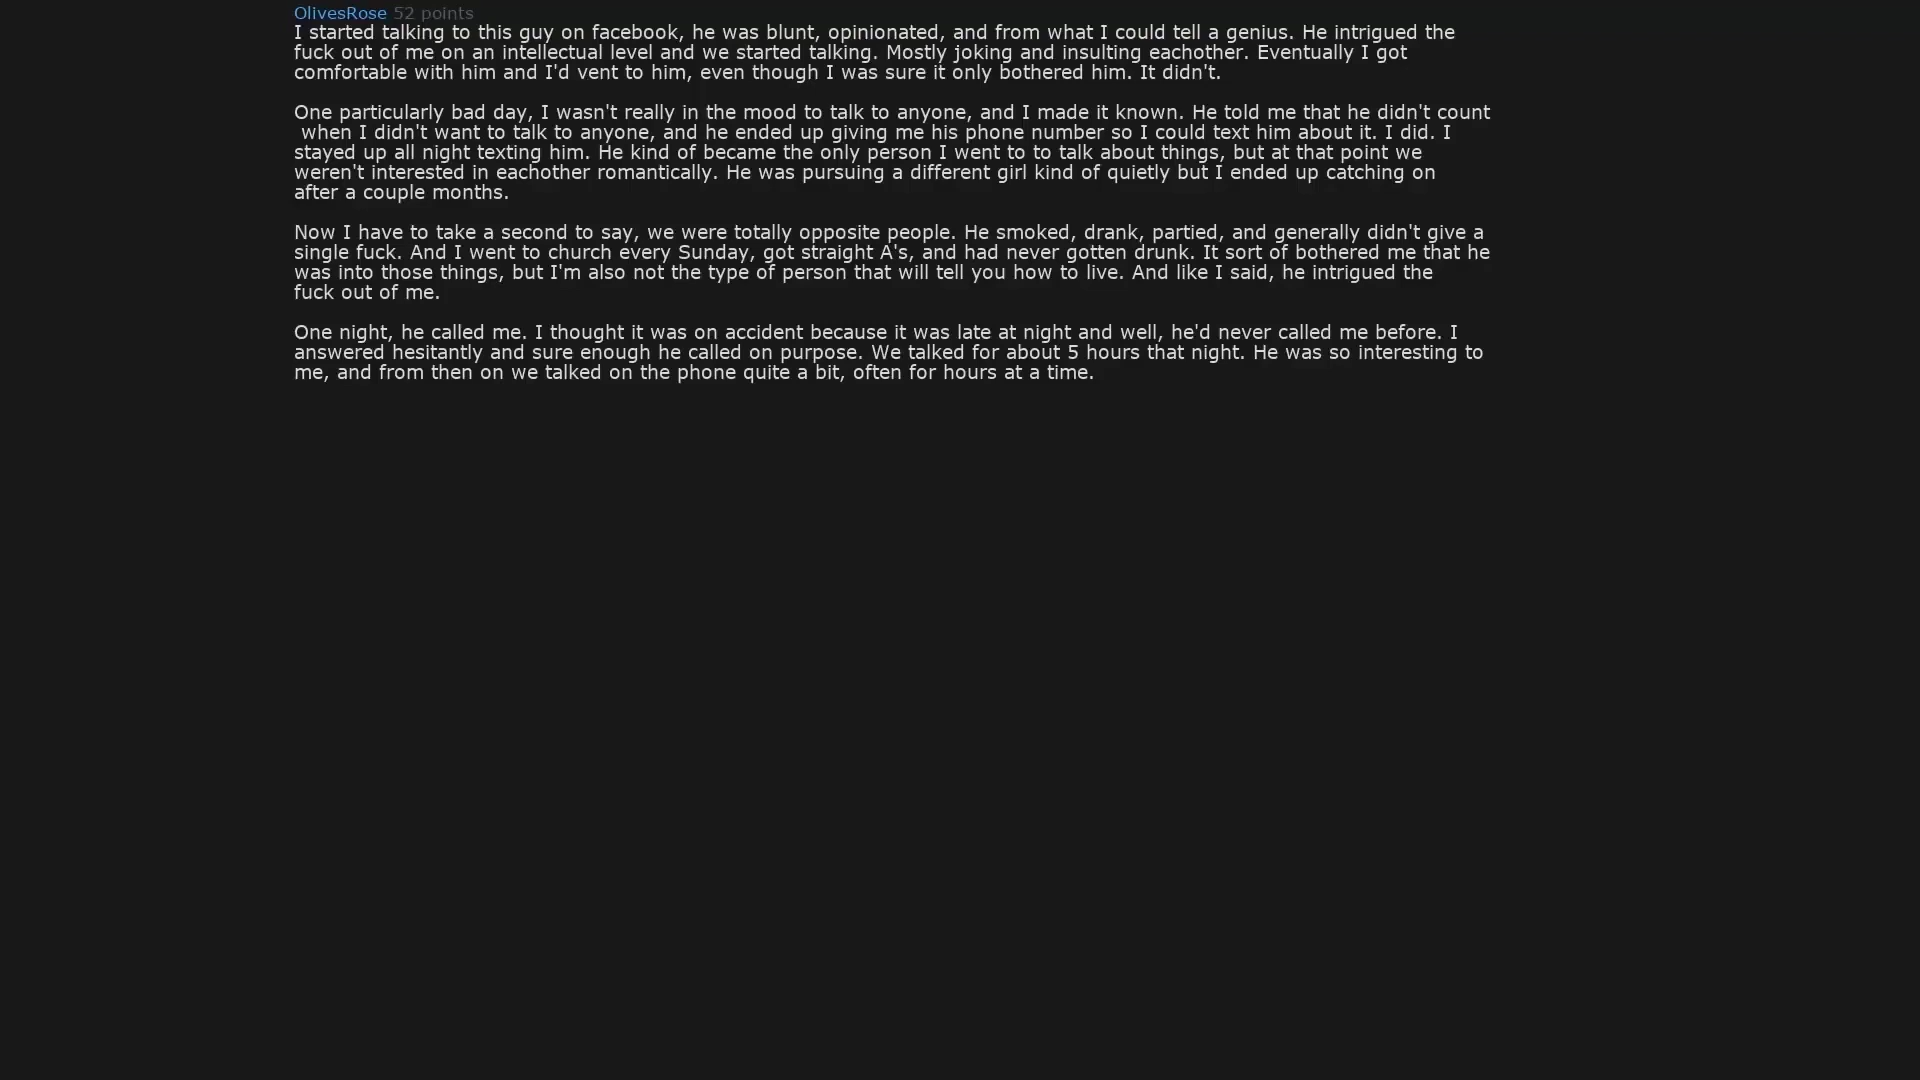 OlivesRose 52 points
I started talking to this guy on facebook, he was blunt, opinionated, and from what I could tell a genius. He intrigued the
fuck out of me on an intellectual level and we started talking. Mostly joking and insulting eachother. Eventually I got
comfortable with him and I'd vent to him, even though I was sure it only bothered him. It didn't.
One particularly bad day, I wasn't really in the mood to talk to anyone, and I made it known. He told me that he didn't count
when I didn't want to talk to anyone, and he ended up giving me his phone number so I could text him about it. I did. I
stayed up all night texting him. He kind of became the only person I went to to talk about things, but at that point we
weren't interested in eachother romantically. He was pursuing a different girl kind of quietly but I ended up catching on
after a couple months.
Now I have to take a second to say, we were totally opposite people. He smoked, drank, partied, and generally didn't give a
single fuck. And I went to church every Sunday, got straight A's, and had never gotten drunk. It sort of bothered me that he
was into those things, but I'm also not the type of person that will tell you how to live. And like I said, he intrigued the
fuck out of me.
One night, he called me. I thought it was on accident because it was late at night and well, he'd never called me before. I
answered hesitantly and sure enough he called on purpose. We talked for about 5 hours that night. He was so interesting to
me, and from then on we talked on the phone quite a bit, often for hours at a time.